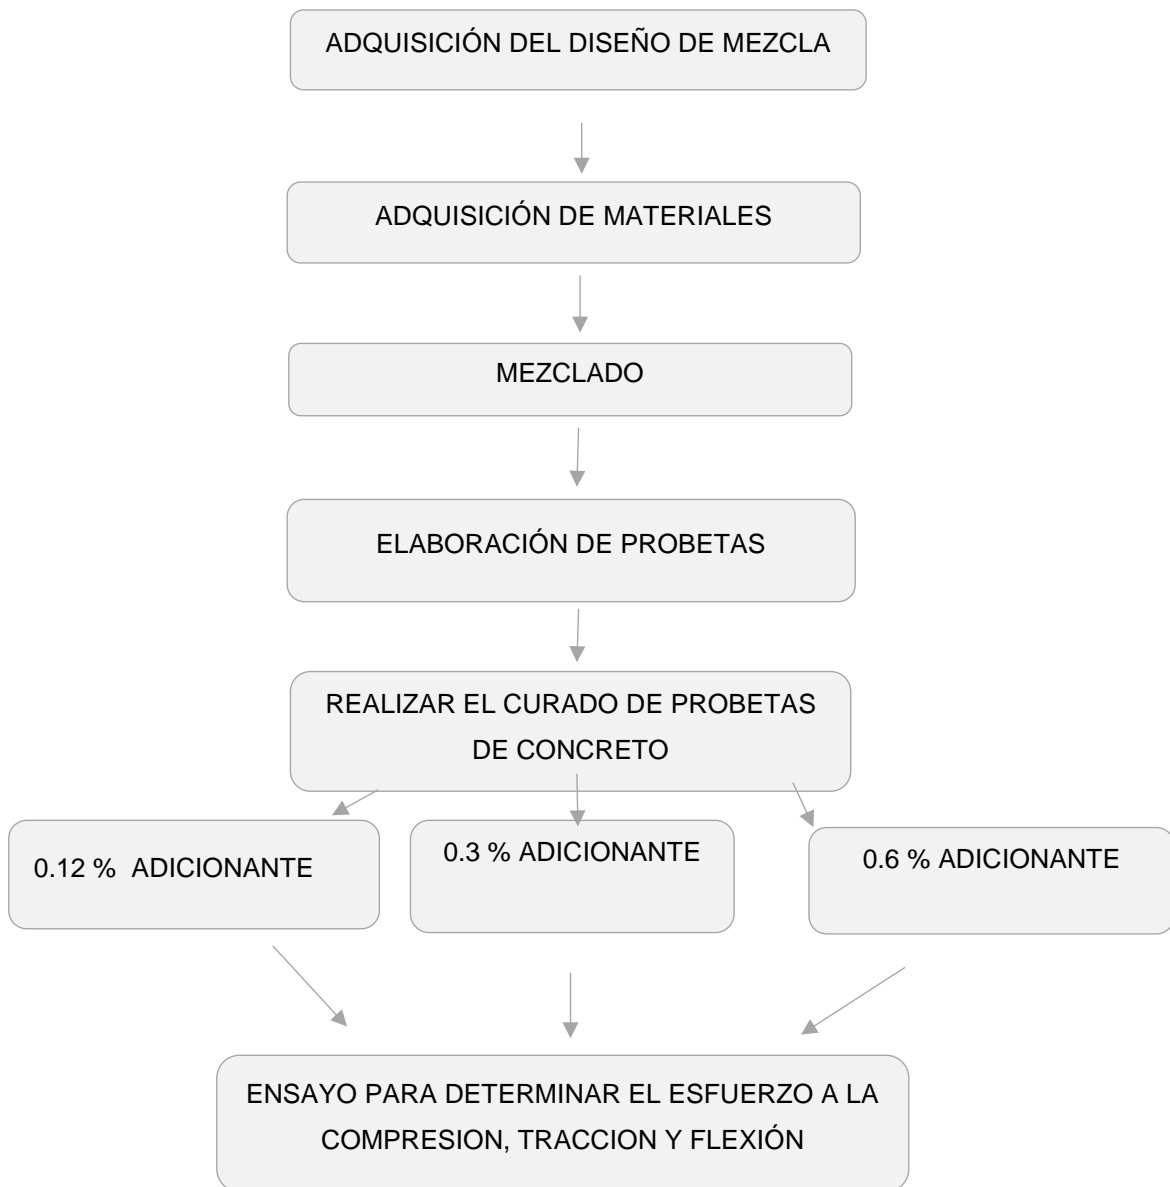 ADQUISICIÓN DEL DISEÑO DE MEZCLA
ADQUISICIÓN DE MATERIALES
MEZCLADO
ELABORACIÓN DE PROBETAS
REALIZAR EL CURADO DE PROBETAS
DE CONCRETO
0.12 %  ADICIONANTE
0.3 % ADICIONANTE
0.6 % ADICIONANTE
ENSAYO PARA DETERMINAR EL ESFUERZO A LA
COMPRESION, TRACCION Y FLEXIÓN